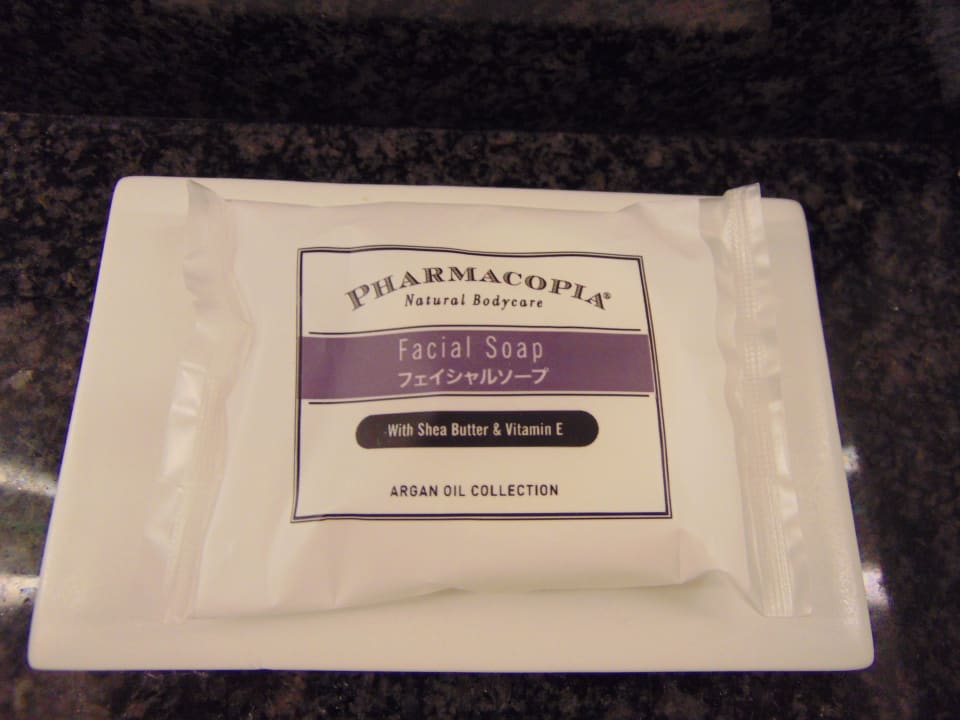 PHARMACOPIA®
Natural Bodycare
Facial Soap
フェイシャルソープ
With Shea Butter & Vitamin E
ARGAN OIL COLLECTION